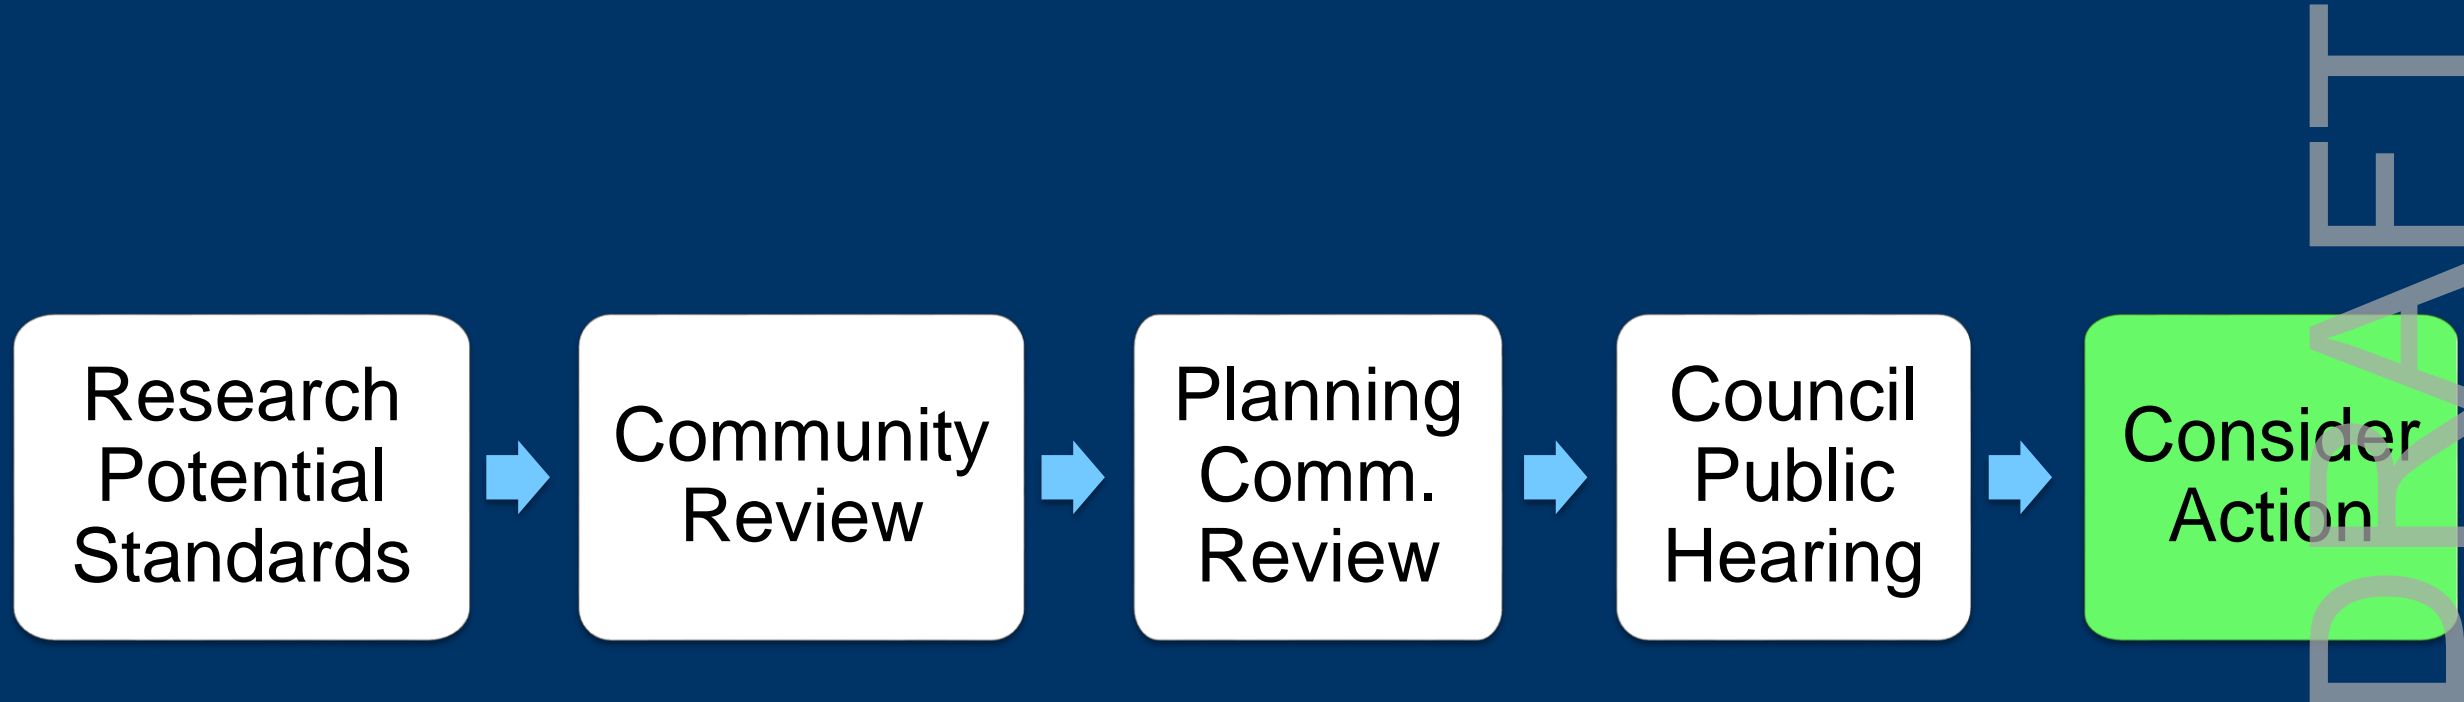 Research
Potential
Standards
Community
Review
Planning
Comm.
Review
Council
Public
Hearing
Consider
Action
DRAFT